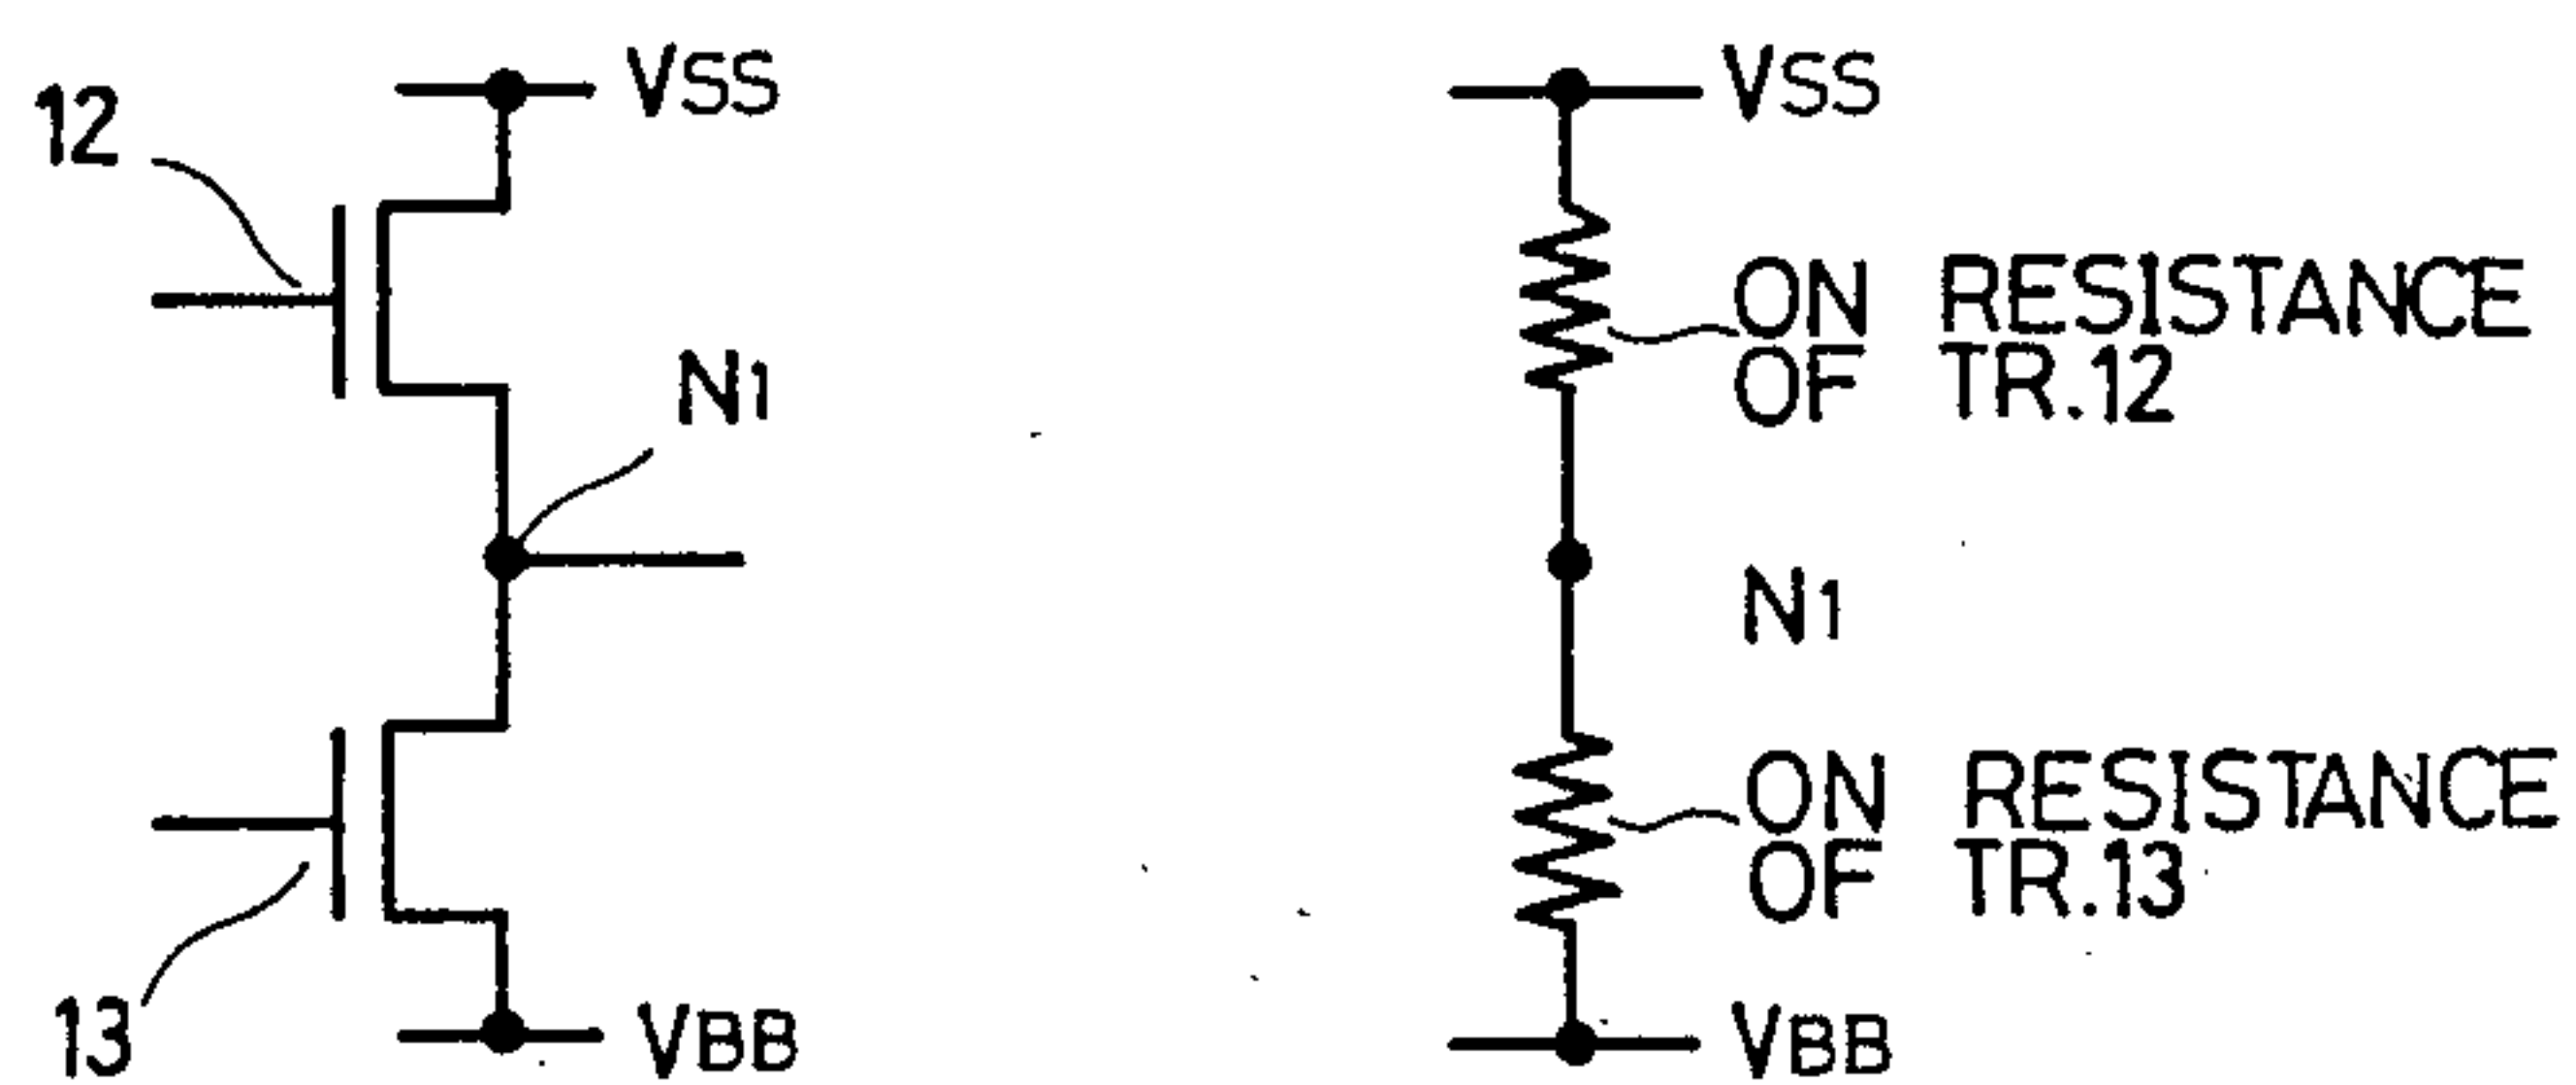 VSS
12
N1
13
VBB
VSS
ON RESISTANCE
OF TR.12
N1
ON RESISTANCE
OF TR.13
VBB